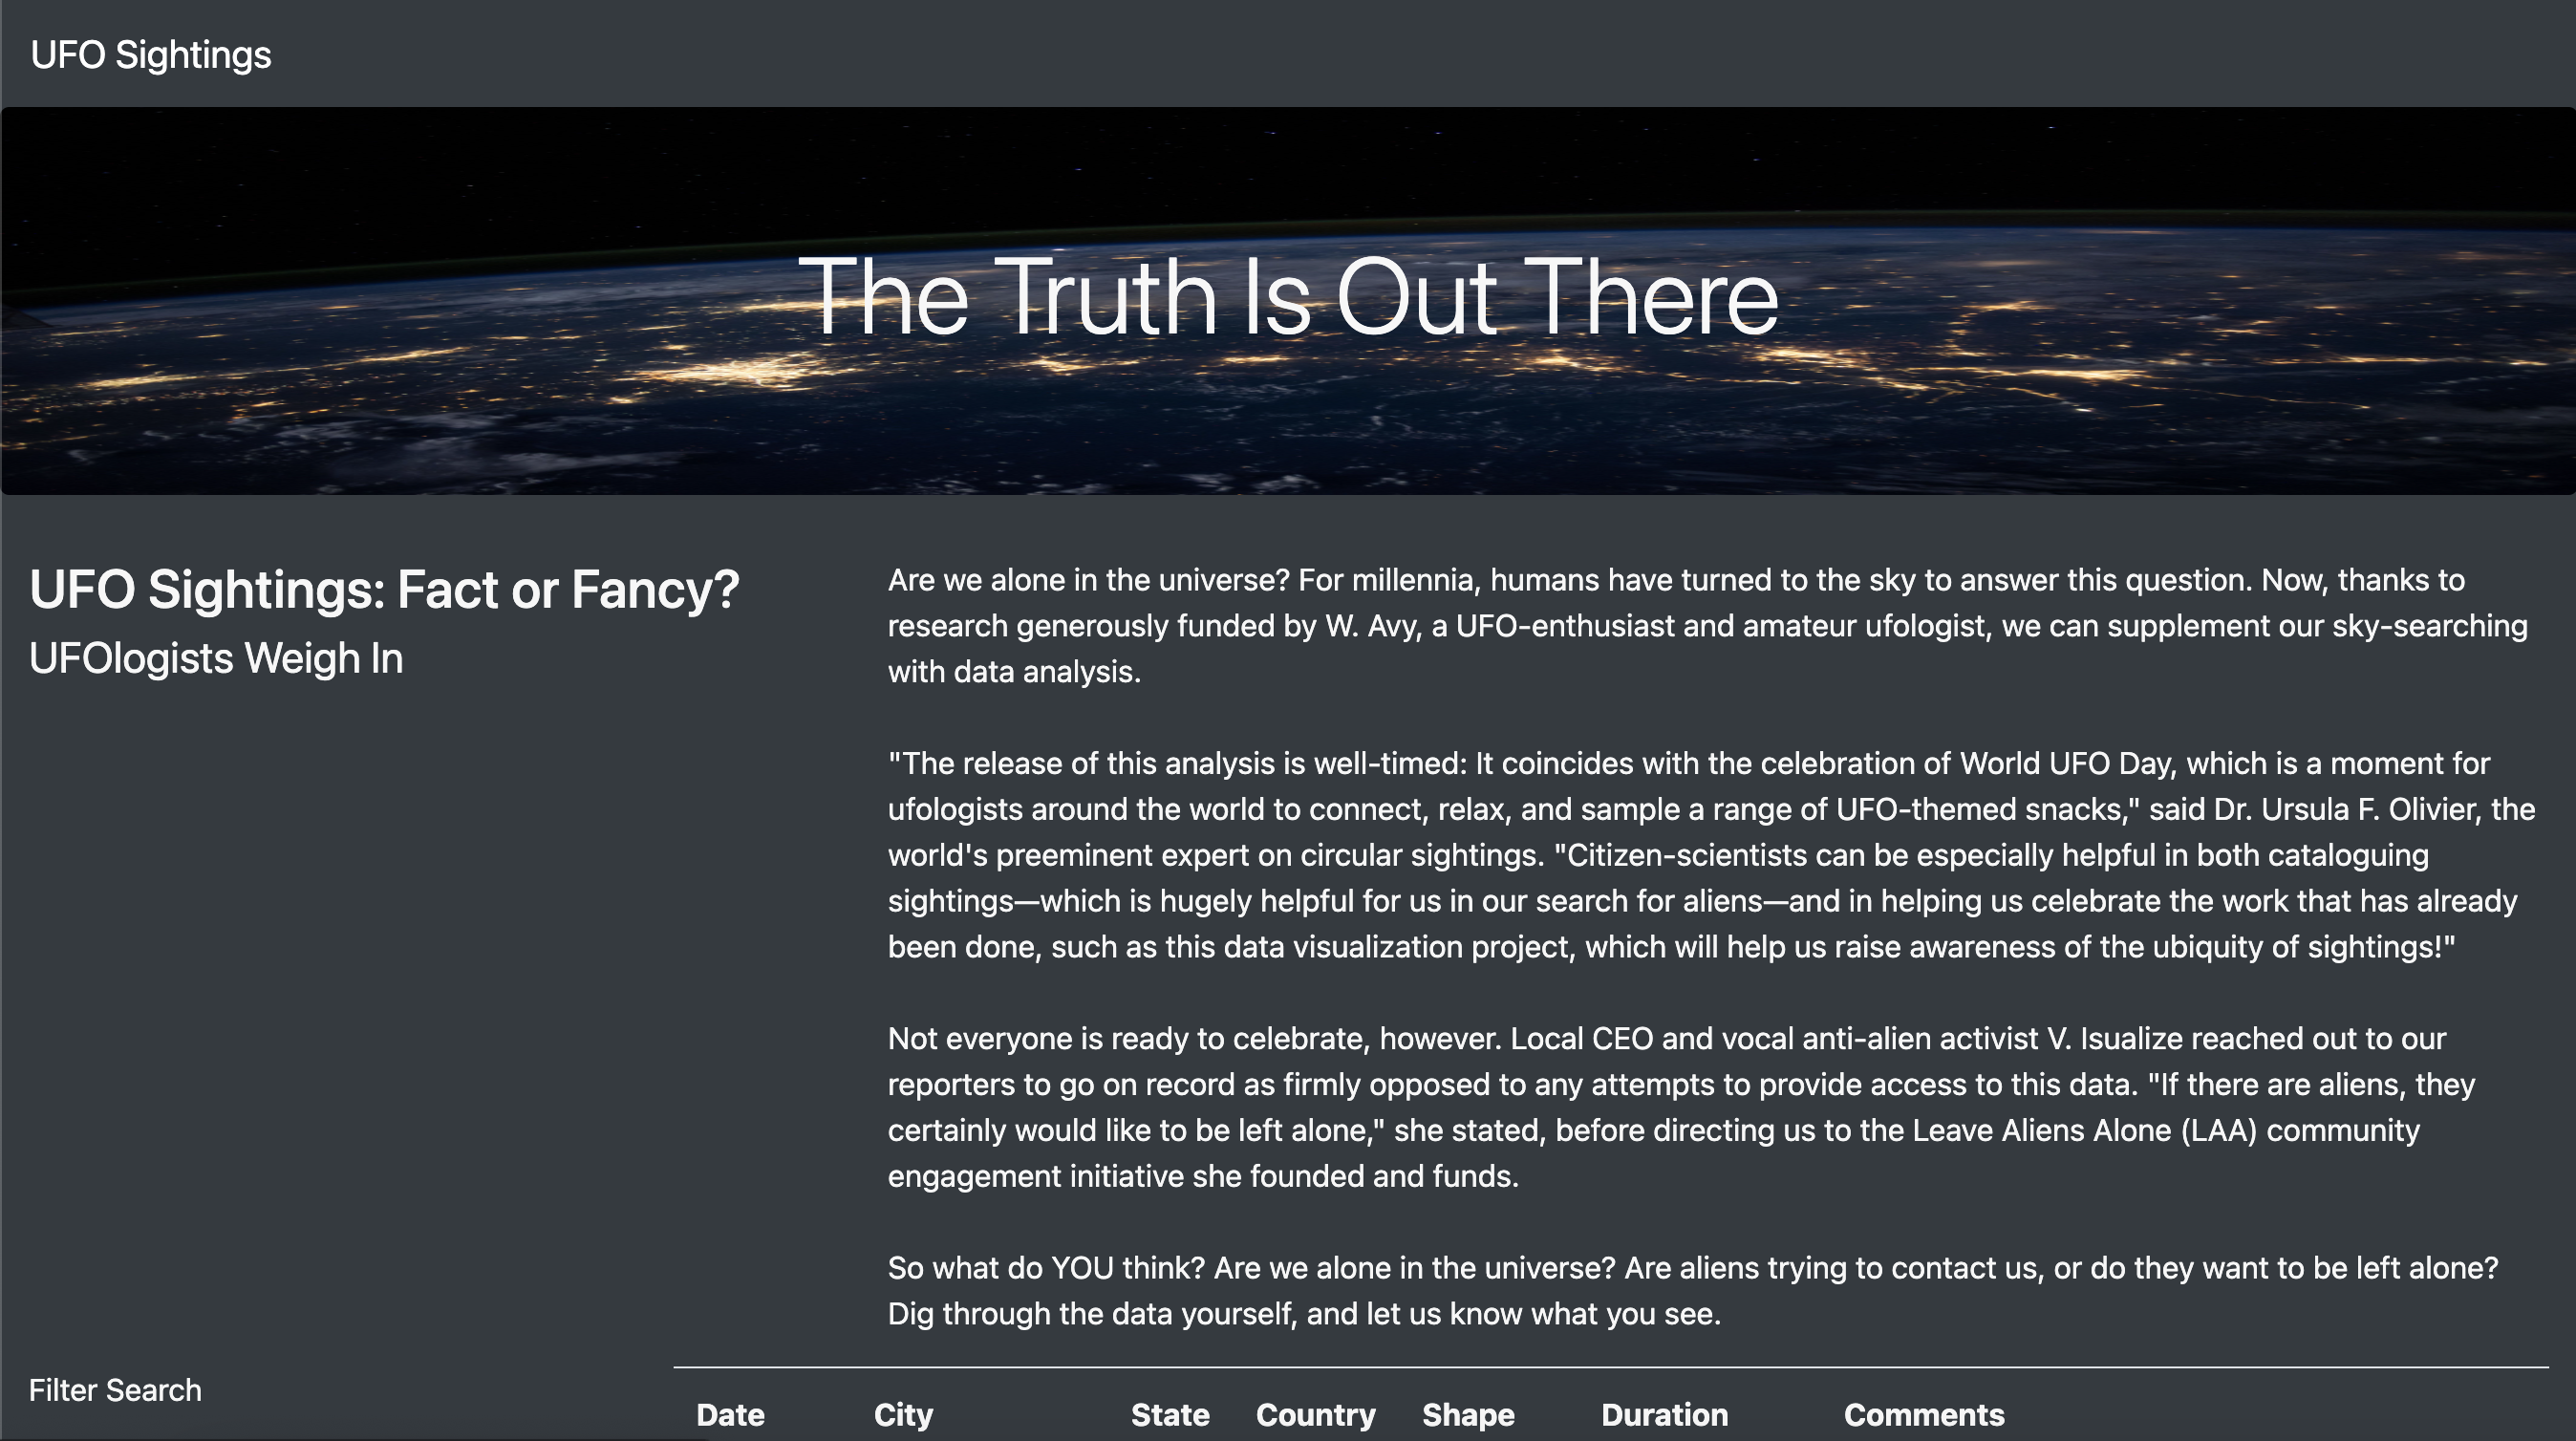 UFO Sightings
The Truth Is Out There
UFO Sightings: Fact or Fancy?
UFOlogists Weigh In
Are we alone in the universe? For millennia, humans have turned to the sky to answer this question. Now, thanks to
research generously funded by W. Avy, a UFO-enthusiast and amateur ufologist, we can supplement our sky-searching
with data analysis.
"The release of this analysis is well-timed: It coincides with the celebration of World UFO Day, which is a moment for
ufologists around the world to connect, relax, and sample a range of UFO-themed snacks," said Dr. Ursula F. Olivier, the
world's preeminent expert on circular sightings. "Citizen-scientists can be especially helpful in both cataloguing
sightings—which is hugely helpful for us in our search for aliens—and in helping us celebrate the work that has already
been done, such as this data visualization project, which will help us raise awareness of the ubiquity of sightings!"
Not everyone is ready to celebrate, however. Local CEO and vocal anti-alien activist V. Isualize reached out to our
reporters to go on record as firmly opposed to any attempts to provide access to this data. "If there are aliens, they
certainly would like to be left alone," she stated, before directing us to the Leave Aliens Alone (LAA) community
engagement initiative she founded and funds.
So what do YOU think? Are we alone in the universe? Are aliens trying to contact us, or do they want to be left alone?
Dig through the data yourself, and let us know what you see.
Filter Search
Date City State Country Shape Duration Comments